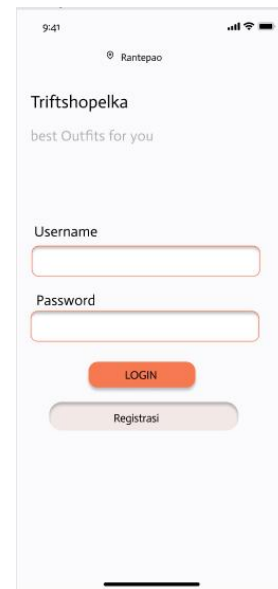 9:41
Rantepao
Triftshopelka
best Outfits for you
Username
Password
LOGIN
Registrasi